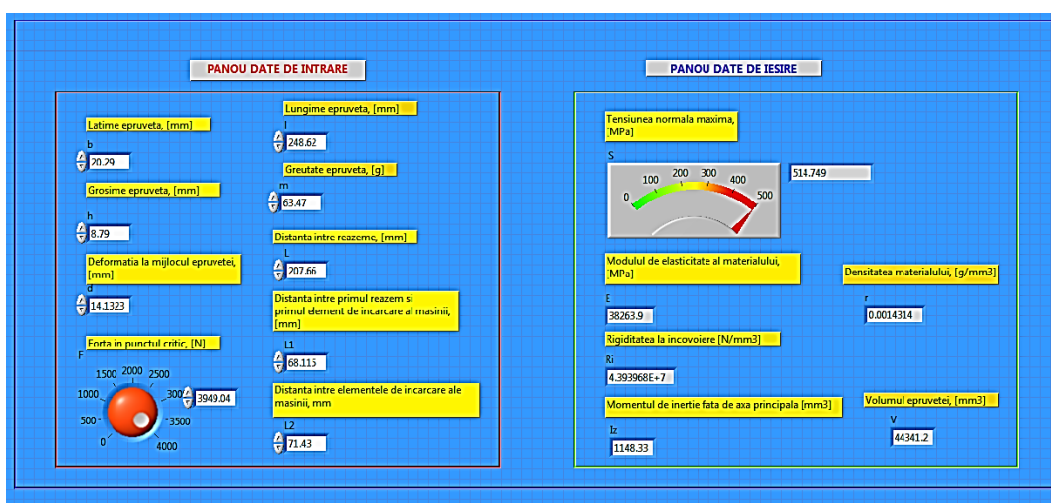 PANOU DATE DE INTRARE
Latime epruveta, [mm]
b
20.29
Grosime epruveta, [mm]
h
8.79
Deformatia la mijlocul epruvetei,
[mm]
d
14.1323
Forta in punctul critic, [N]
F
0
500
1000
1500
2000
2500
300
3500
4000
3949.04
Lungime epruveta, [mm]
l
248.62
Greutate epruveta, [g]
m
63.47
Distanta intre reazeme, [mm]
L
207.66
Distanta intre primul reazem si
primul element de incarcare al masinii,
[mm]
L1
68.115
Distanta intre elementele de incarcare ale
masinii, mm
L2
71.43
PANOU DATE DE IESIRE
Tensiunea normala maxima,
[MPa]
S
0
100
200
300
400
500
514.749
Modulul de elasticitate al materialului,
[MPa]
E
38263.9
Rigiditatea la incovoiere [N/mm3]
Ri
4.393968E+7
Momentul de inertie fata de axa principala [mm3]
Iz
1148.33
Densitatea materialului, [g/mm3]
r
0.0014314
Volumul epruvetei, [mm3]
V
44341.2